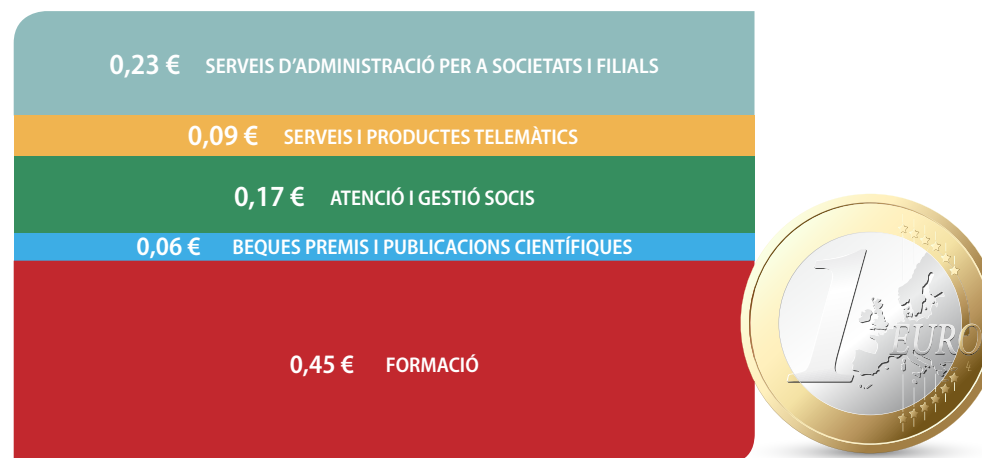 0,23 € SERVEIS D'ADMINISTRACIÓ PER A SOCIETATS I FILIALS
0,09 € SERVEIS I PRODUCTES TELEMÀTICS
0,17 € ATENCIÓ I GESTIÓ SOCIS
0,06 € BEQUES PREMIS I PUBLICACIONS CIENTÍFIQUES
0,45 € FORMACIÓ
1 EURO